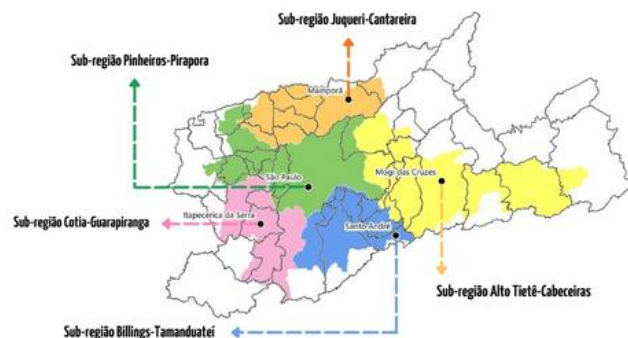 Sub-região Juqueri-Cantareira
Sub-região Pinheiros-Pirapora
Mairiporã
Mogi das Cruzes
São Paulo
Itapecerica da Serra
Sub-região Cotia-Guarapiranga
Santo André
Sub-região Alto Tietê-Cabeceiras
Sub-região Billings-Tamanduateí